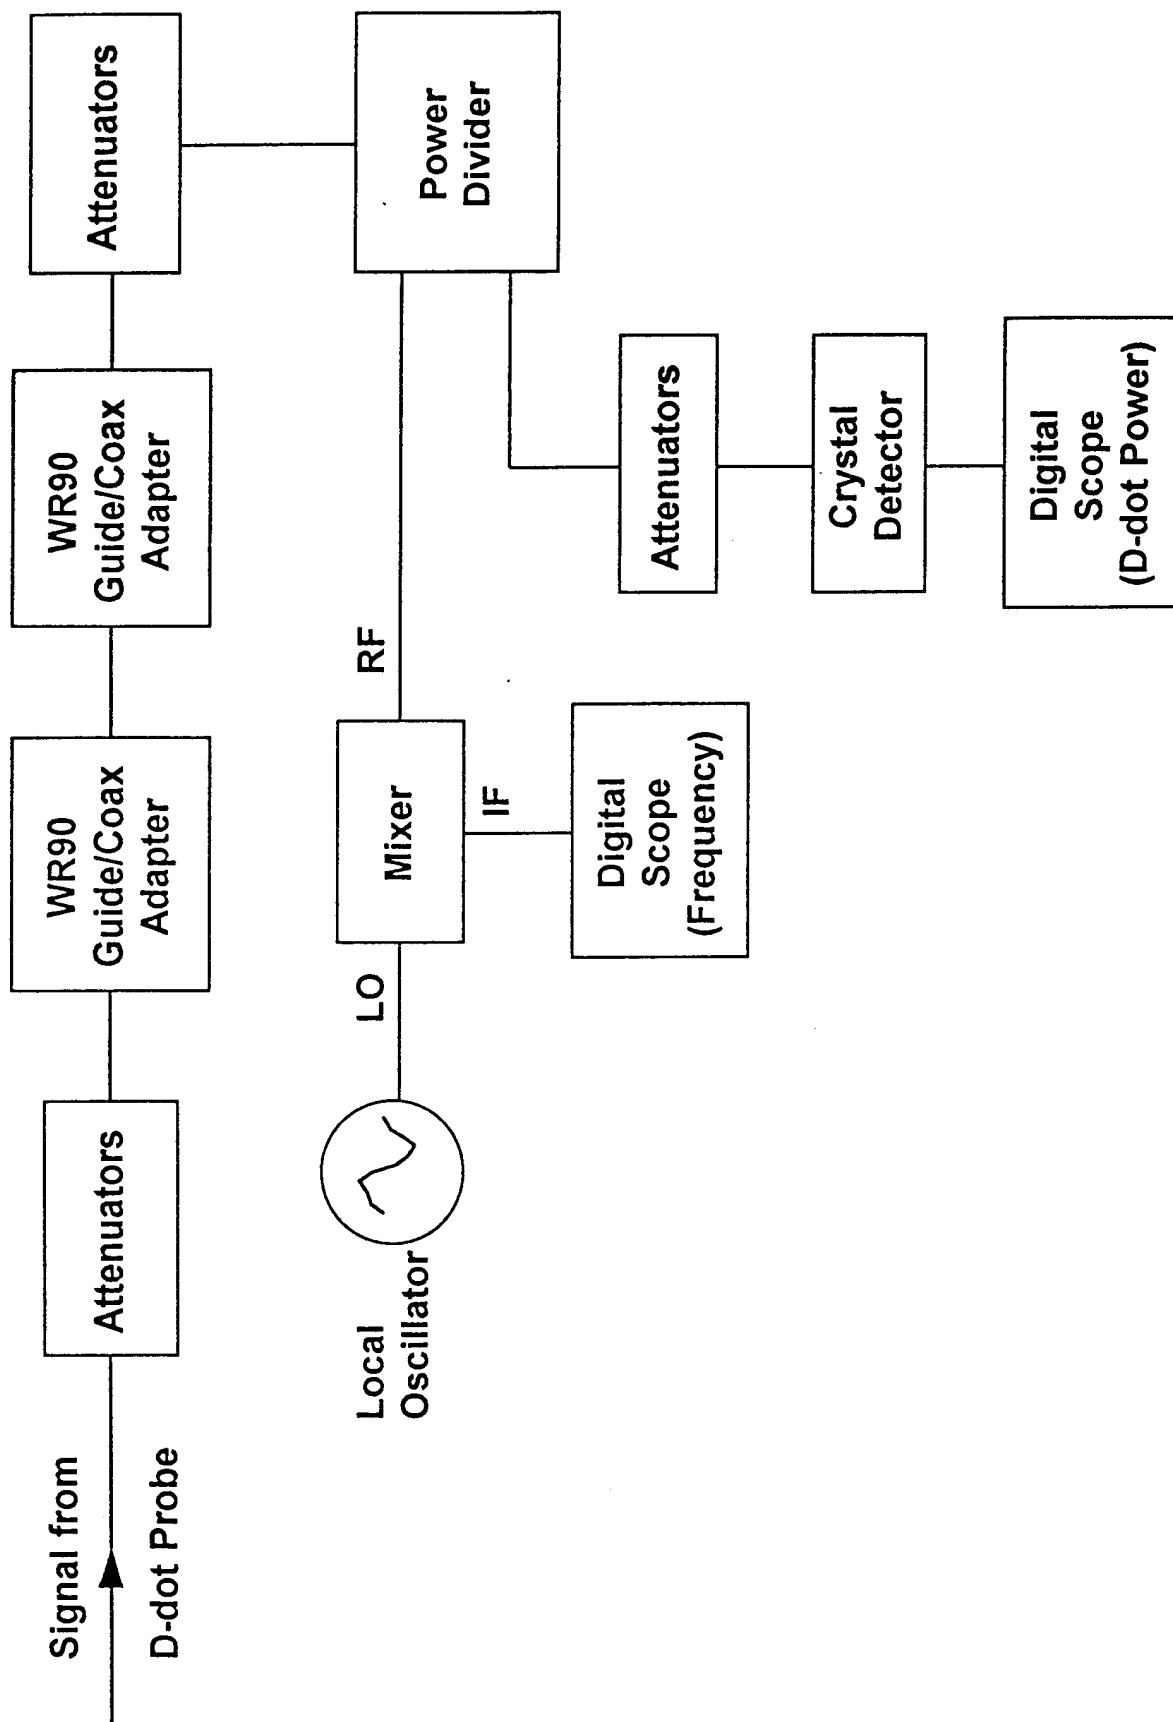 Signal from
D-dot Probe
Attenuators
WR90
Guide/Coax
Adapter
WR90
Guide/Coax
Adapter
Attenuators
Local
Oscillator
LO
Mixer
RF
IF
Power
Divider
Digital
Scope
(Frequency)
Attenuators
Crystal
Detector
Digital
Scope
(D-dot Power)